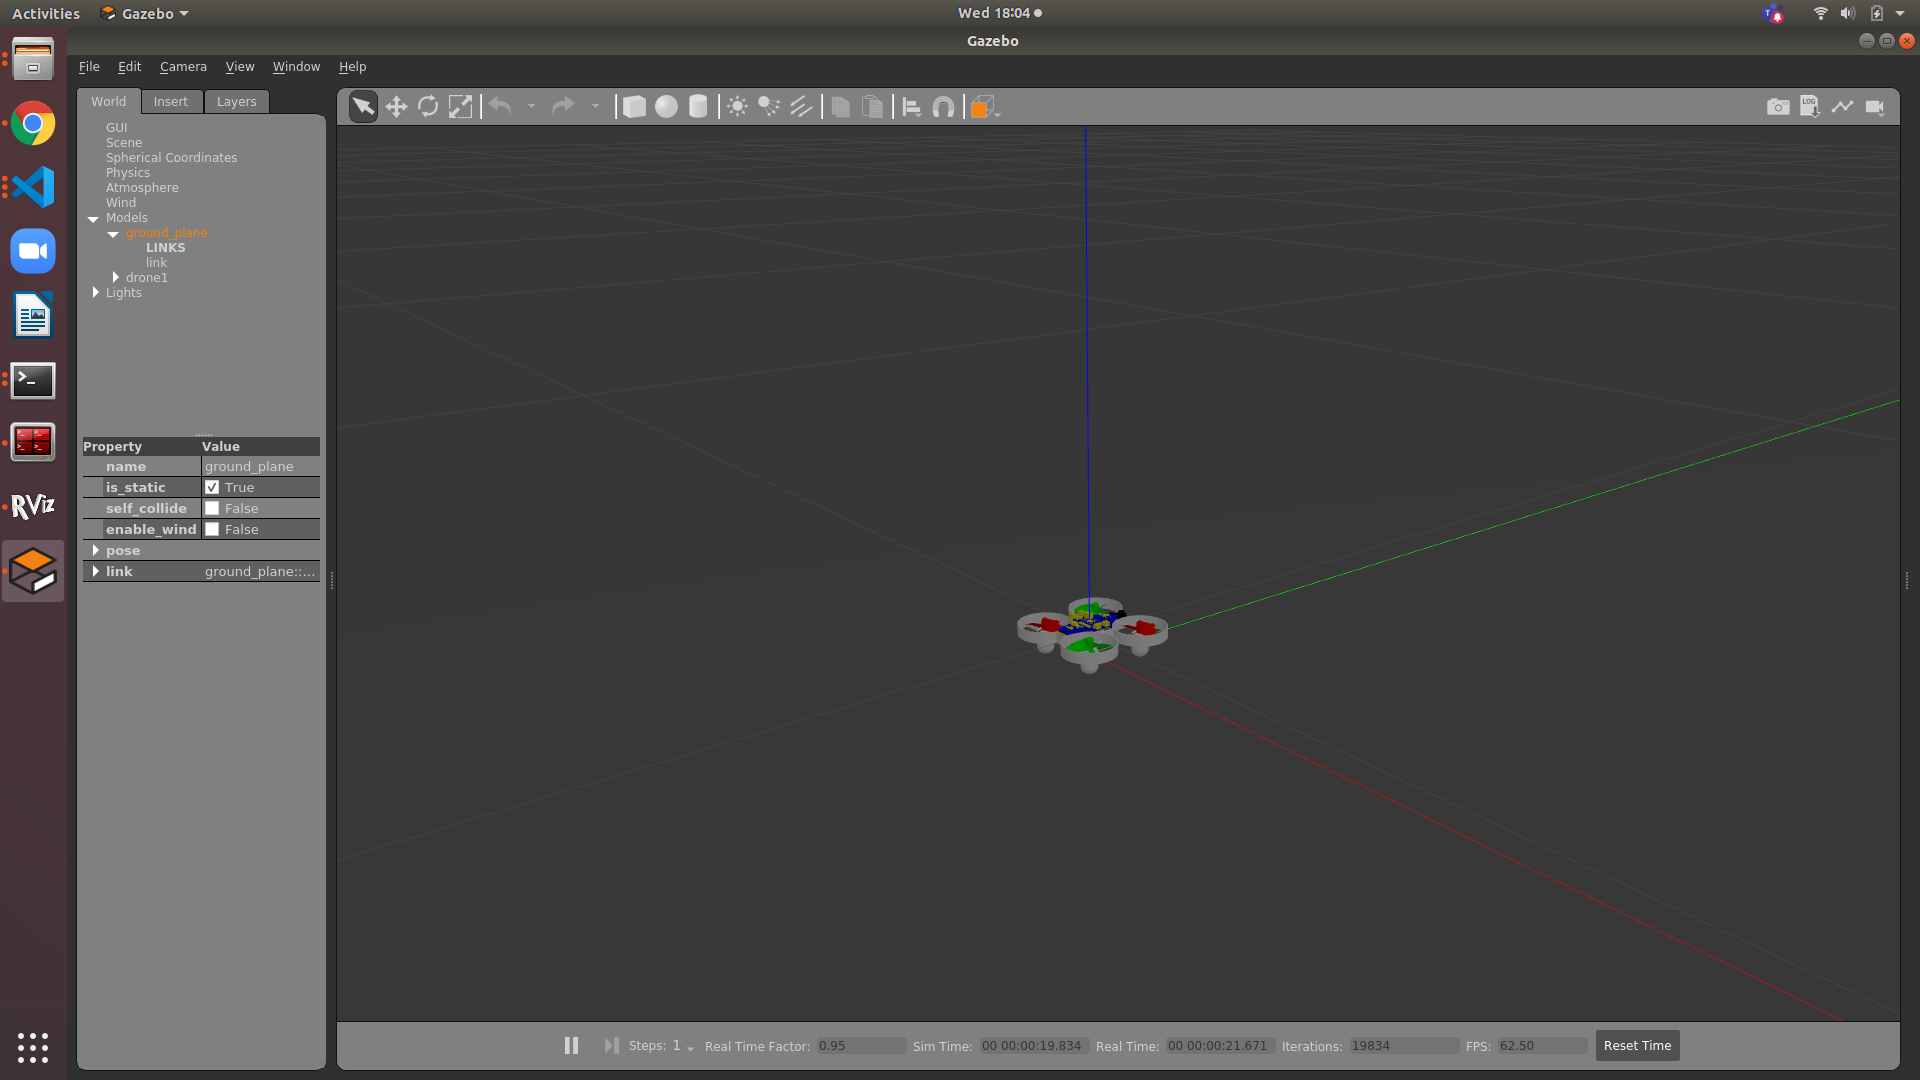 Activities Gazebo Wed 18:04
Gazebo
File Edit Camera View Window Help
World Insert Layers
GUI
Scene
Spherical Coordinates
Physics
Atmosphere
Wind
Models
ground_plane
LINKS
link
drone1
Lights
Property Value
name ground_plane
is_static True
self_collide False
enable_wind False
pose
link ground_plane::...
LOG
RViz
Steps: 1 Real Time Factor: 0.95 Sim Time: 00 00:00:19.834 Real Time: 00 00:00:21.671 Iterations: 19834 FPS: 62.50 Reset Time